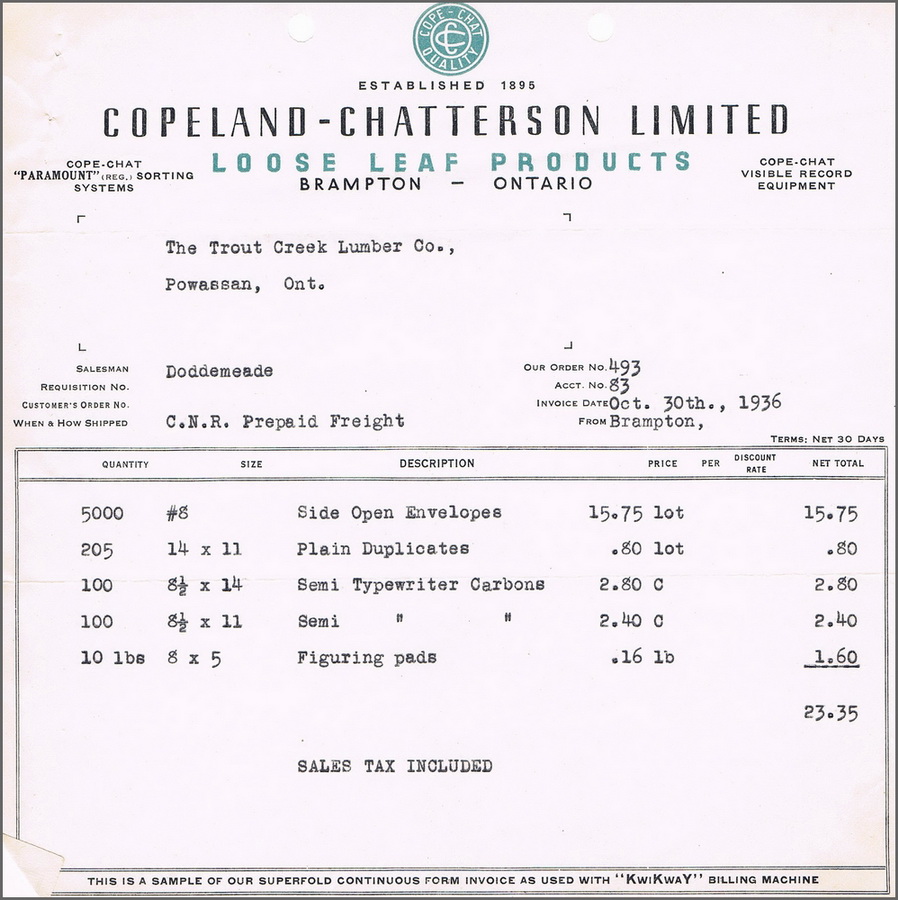 COPE-CHAT QUALITY
ESTABLISHED 1895
COPELAND-CHATTERSON LIMITED
LOOSE LEAF PRODUCTS
BRAMPTON — ONTARIO
COPE-CHAT
"PARAMOUNT" (REG.) SORTING
SYSTEMS
COPE-CHAT
VISIBLE RECORD
EQUIPMENT
The Trout Creek Lumber Co.,
Powassan, Ont.
SALESMAN Doddemeade
REQUISITION NO.
CUSTOMER'S ORDER NO.
WHEN & HOW SHIPPED C.N.R. Prepaid Freight
OUR ORDER NO. 493
ACCT. NO. 83
INVOICE DATE Oct. 30th., 1936
FROM Brampton,
TERMS: NET 30 DAYS
QUANTITY SIZE DESCRIPTION PRICE PER DISCOUNT RATE NET TOTAL
5000 #8 Side Open Envelopes 15.75 lot 15.75
205 14 x 11 Plain Duplicates .80 lot .80
100 8½ x 14 Semi Typewriter Carbons 2.80 C 2.80
100 8½ x 11 Semi " " 2.40 C 2.40
10 lbs 8 x 5 Figuring pads .16 lb 1.60
23.35
SALES TAX INCLUDED
THIS IS A SAMPLE OF OUR SUPERFOLD CONTINUOUS FORM INVOICE AS USED WITH "KWIKWAY" BILLING MACHINE